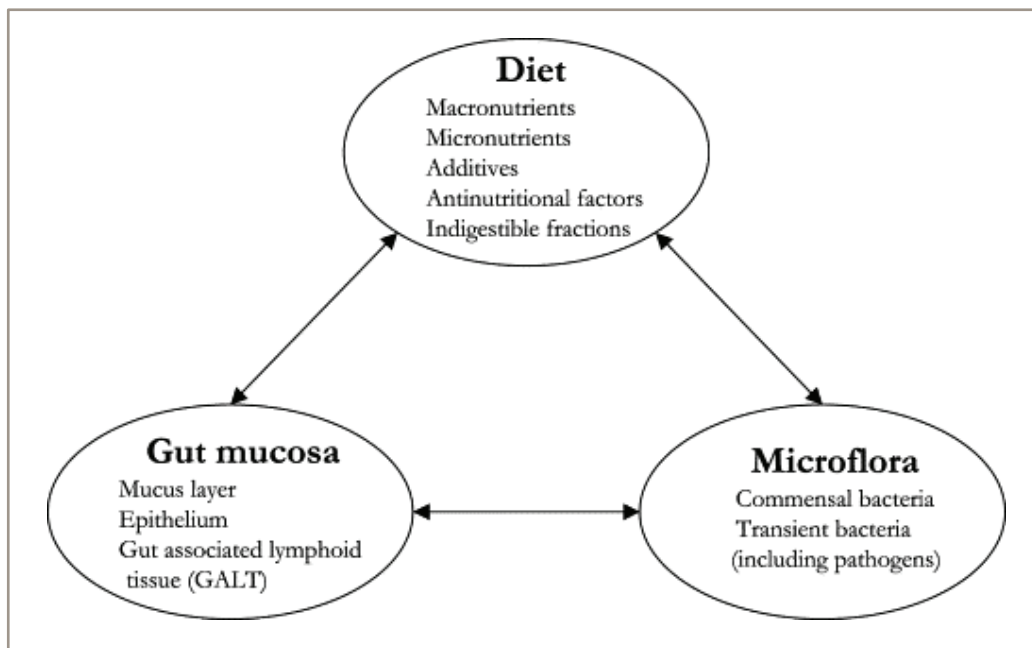 Diet
Macronutrients
Micronutrients
Additives
Antinutritional factors
Indigestible fractions
Gut mucosa
Mucus layer
Epithelium
Gut associated lymphoid
tissue (GALT)
Microflora
Commensal bacteria
Transient bacteria
(including pathogens)